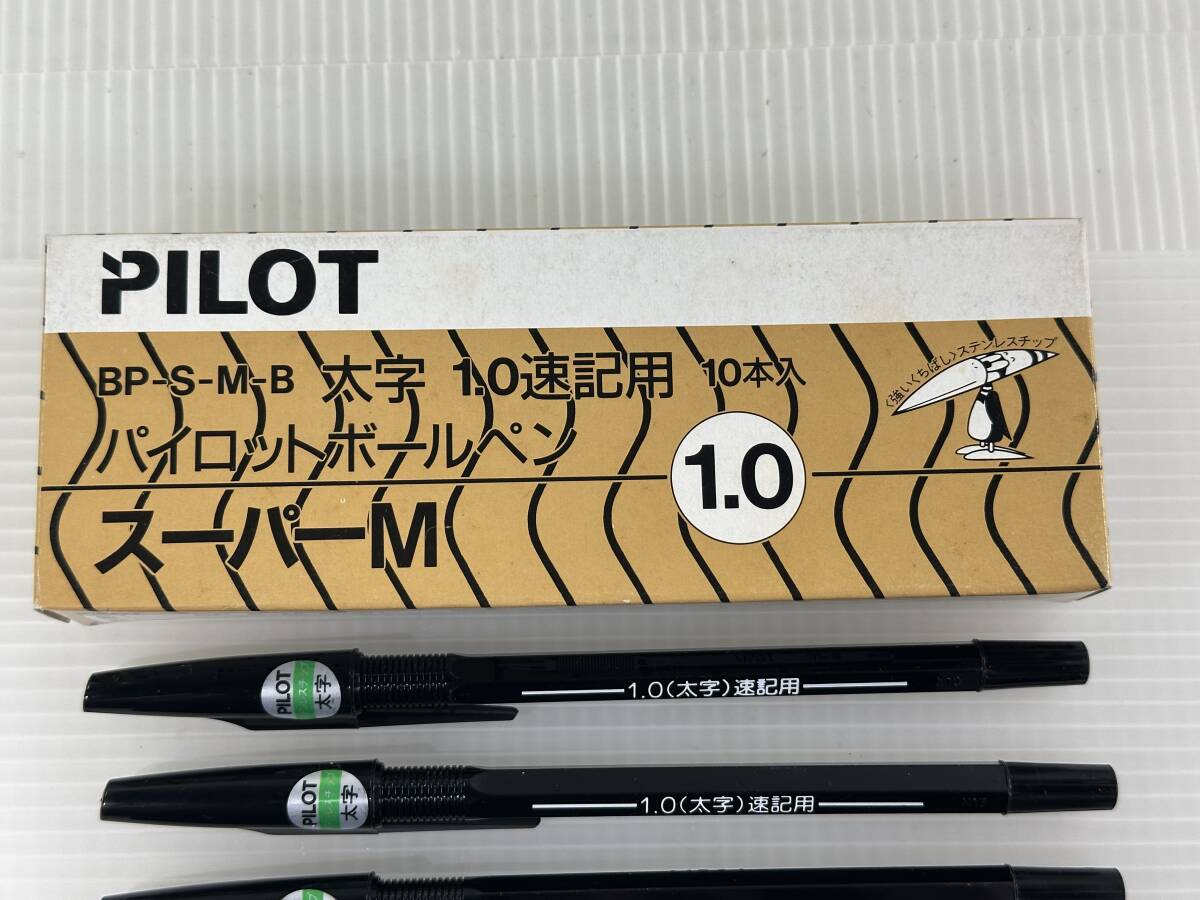 PILOT
BP-S-M-B 太字 1.0速記用 10本入
〈強いくちばし〉ステンレスチップ
パイロットボールペン
1.0
スーパーM
PILOT
太字
1.0(太字)速記用
PILOT
太字
1.0(太字)速記用